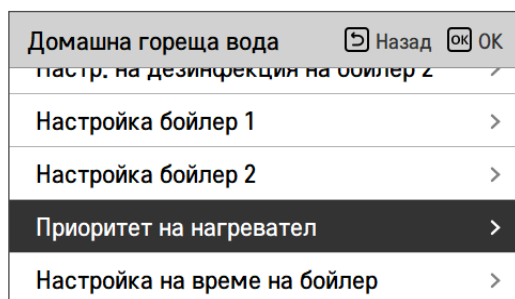 Домашна гореща вода Назад OK OK
Настр. на дезинфекция на бойлер 2
Настройка бойлер 1
Настройка бойлер 2
Приоритет на нагревател
Настройка на време на бойлер